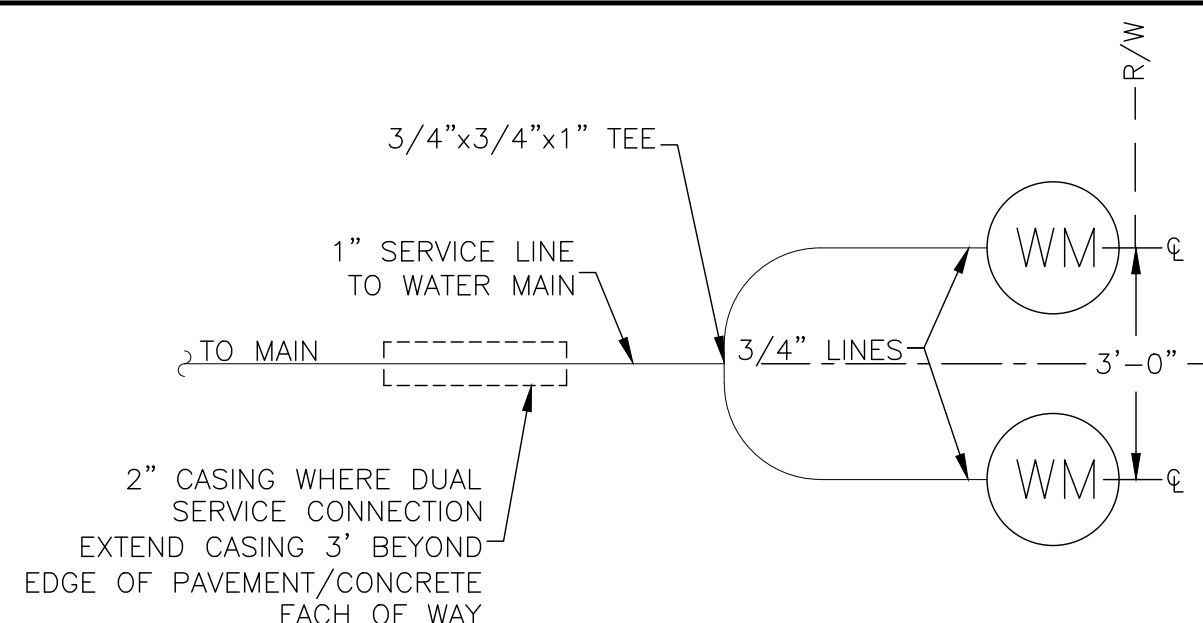 R/W
3/4”x3/4”x1” TEE
1” SERVICE LINE
TO WATER MAIN
WM
℄
TO MAIN
3/4” LINES
3’-0”
WM
℄
2” CASING WHERE DUAL
SERVICE CONNECTION
EXTEND CASING 3’ BEYOND
EDGE OF PAVEMENT/CONCRETE
EACH OF WAY